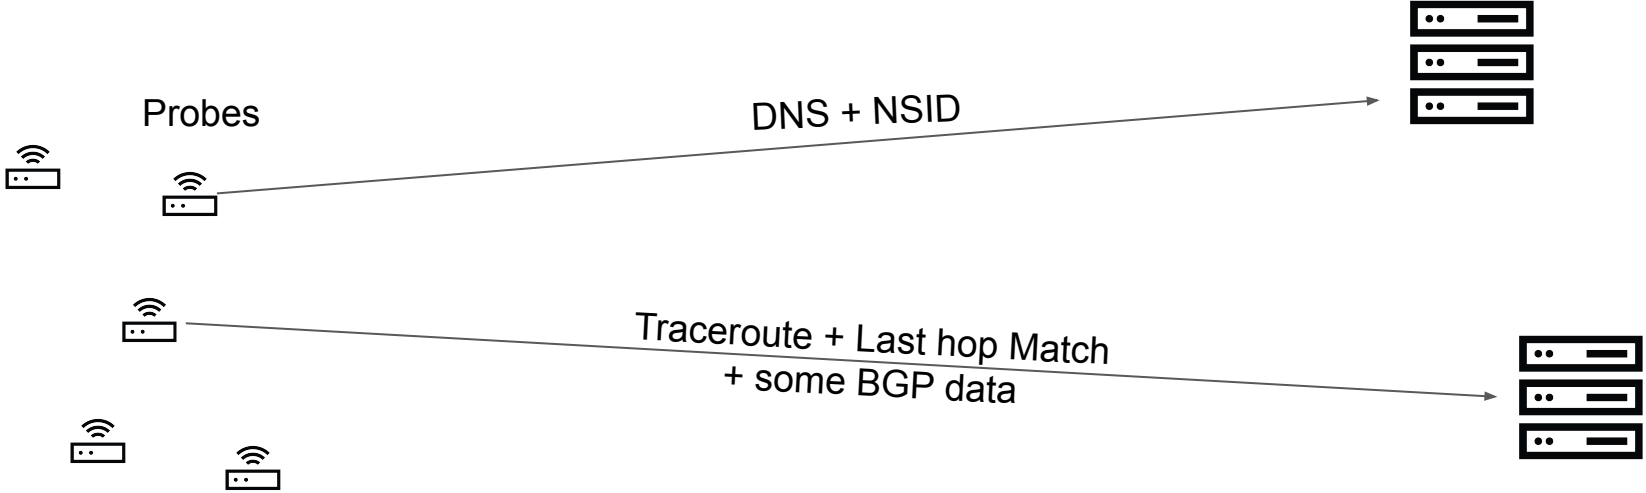 Probes
DNS + NSID
Traceroute + Last hop Match
+ some BGP data